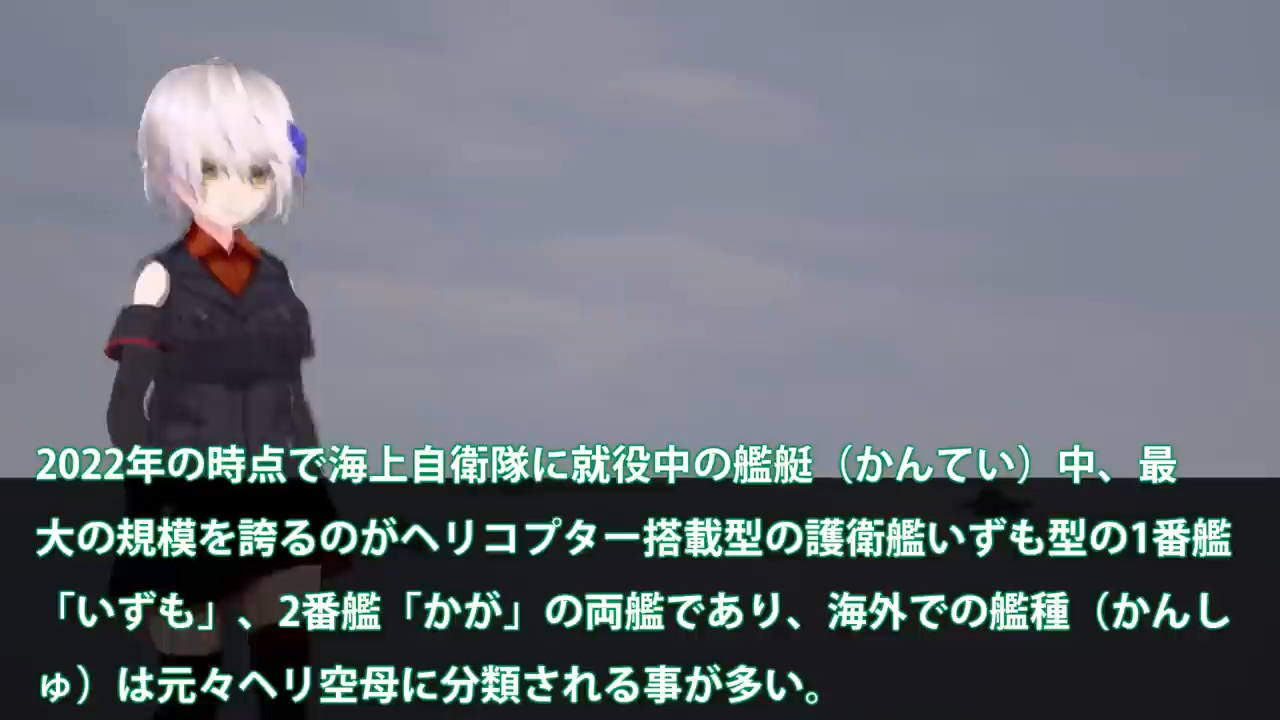 2022年の時点で海上自衛隊に就役中の艦艇（かんてい）中、最
大の規模を誇るのがヘリコプター搭載型の護衛艦いずも型の1番艦
「いずも」、2番艦「かが」の両艦であり、海外での艦種（かんし
ゅ）は元々ヘリ空母に分類される事が多い。